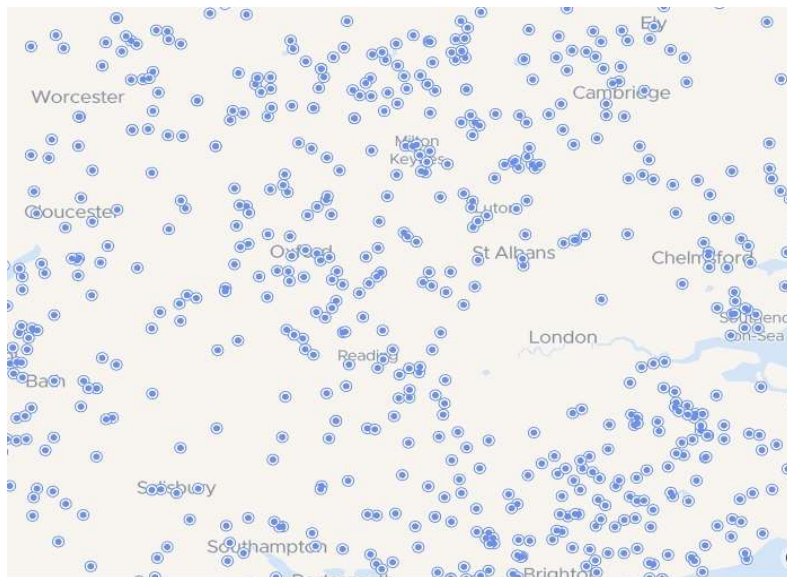 Ely
Worcester
Cambridge
Milton
Keynes
Gloucester
Luton
Oxford
St Albans
Chelmsford
Southend
-on-Sea
London
Reading
Bath
Salisbury
Southampton
Brighton